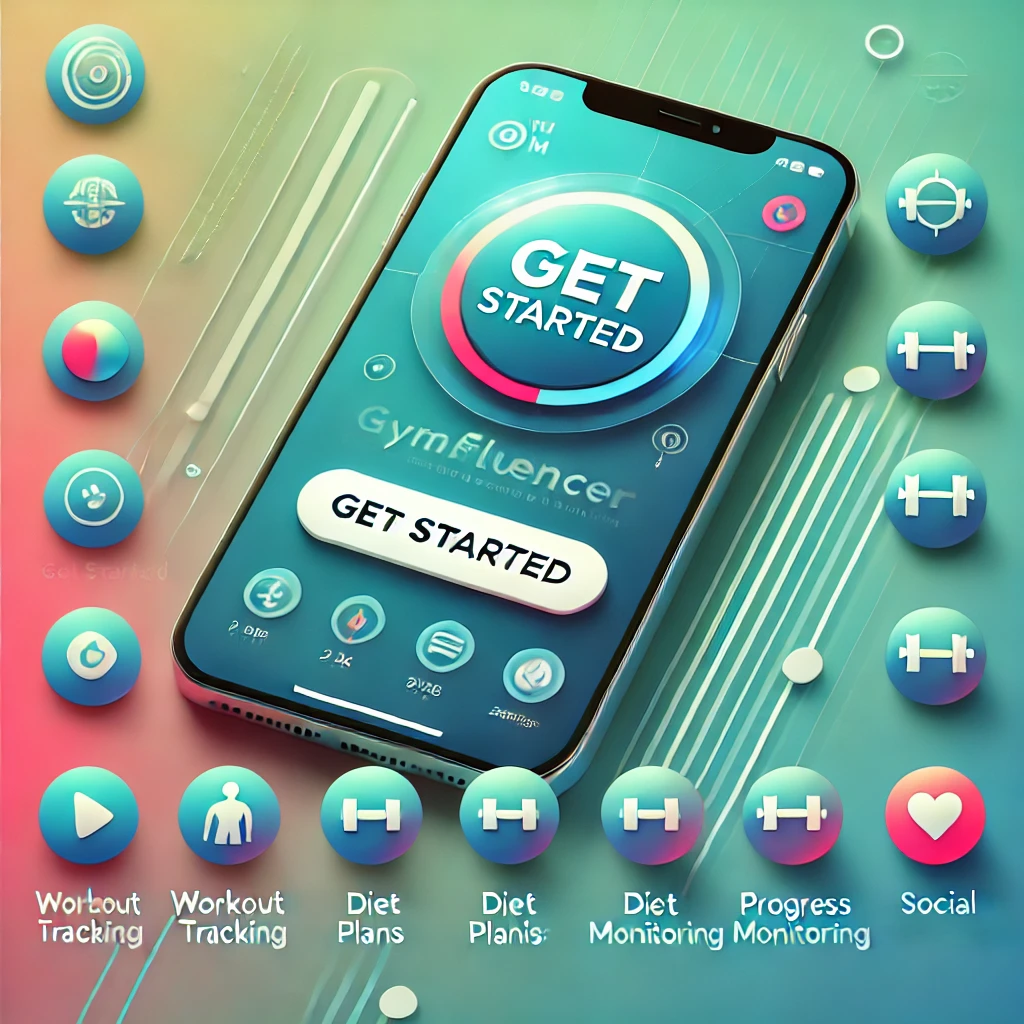 GET
STARTED
GymFluencer
GET STARTED
Get Started
Workout
Tracking
Workout
Tracking
Diet
Plans
Diet
Planis:
Diet
Monitoring
Progress
Monitoring
Social